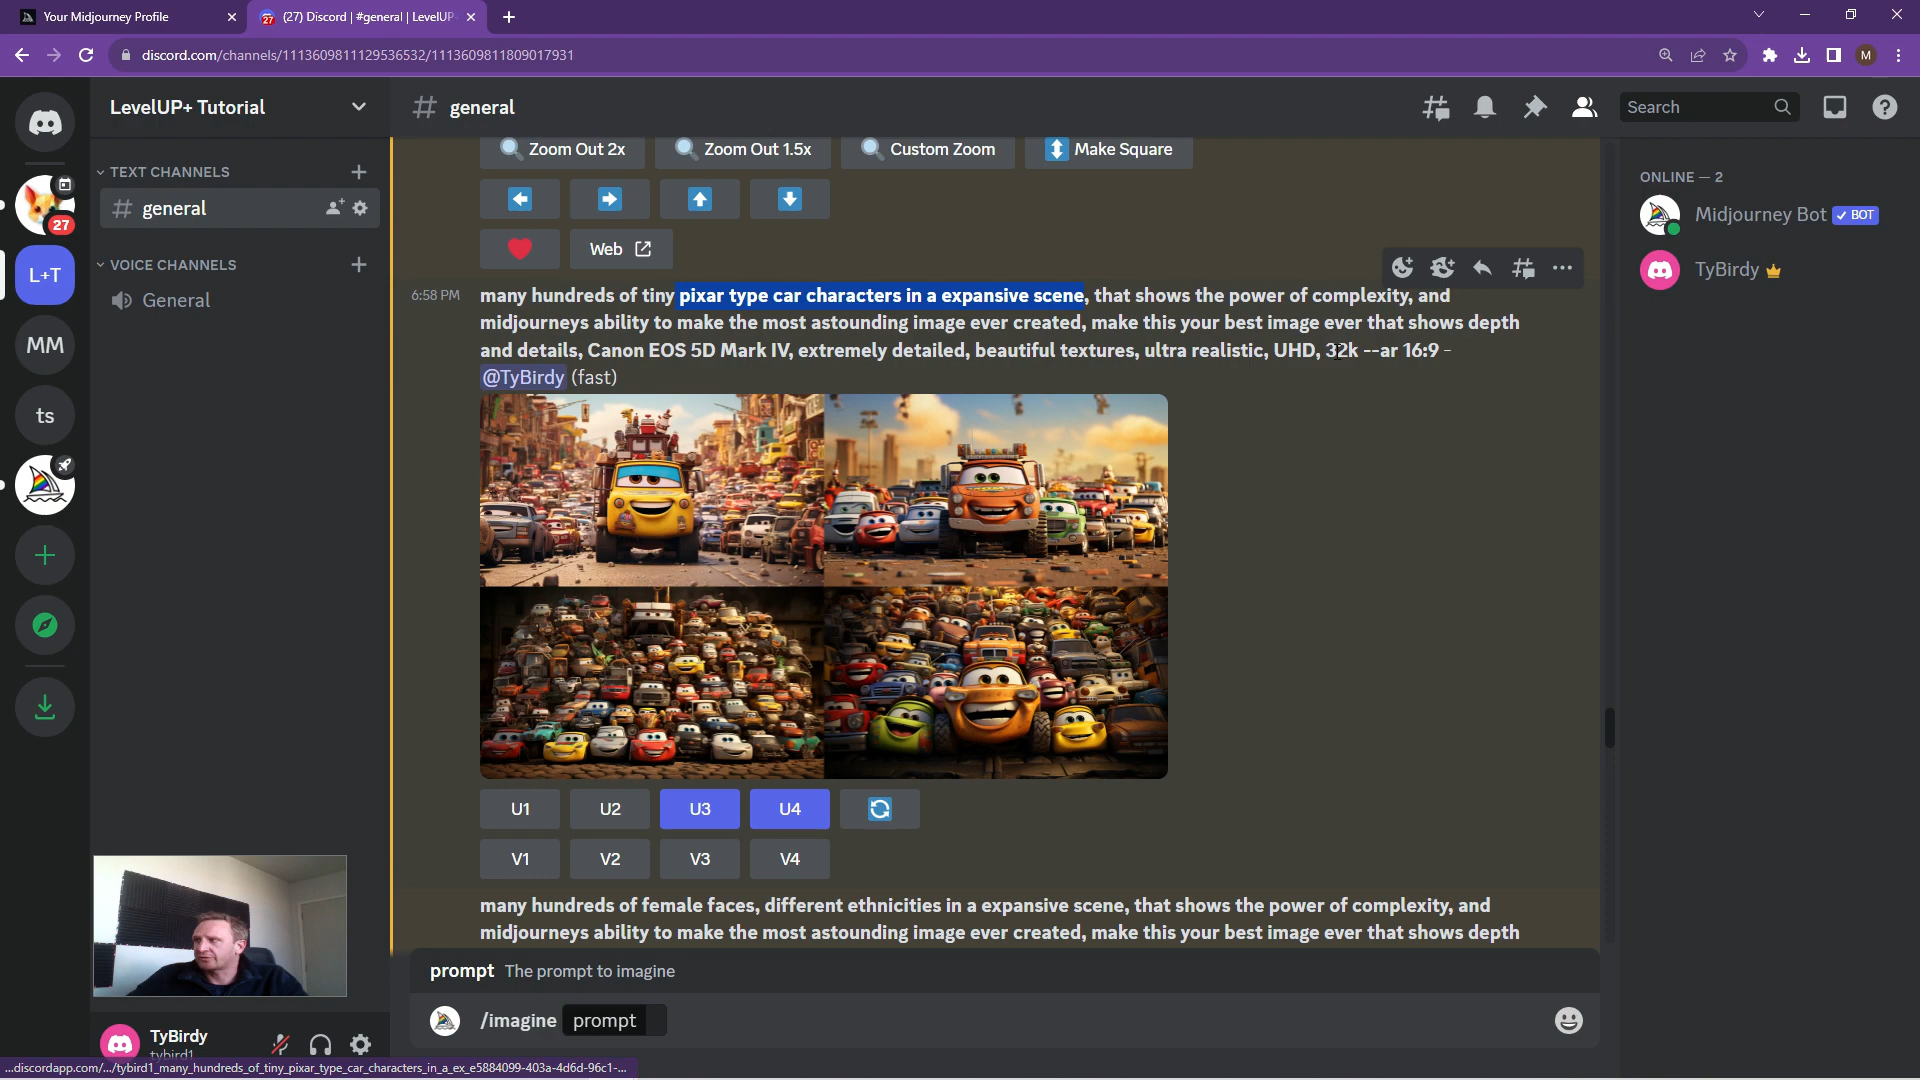 Your Midjourney Profile
(27) Discord | #general | LevelUP
discord.com/channels/1113609811129536532/1113609811809017931
M
LevelUP+ Tutorial
general
Search
TEXT CHANNELS
general
27
L+T
VOICE CHANNELS
General
MM
ts
Zoom Out 2x
Zoom Out 1.5x
Custom Zoom
Make Square
Web
6:58 PM
many hundreds of tiny pixar type car characters in a expansive scene, that shows the power of complexity, and
midjourneys ability to make the most astounding image ever created, make this your best image ever that shows depth
and details, Canon EOS 5D Mark IV, extremely detailed, beautiful textures, ultra realistic, UHD, 32k --ar 16:9 -
@TyBirdy (fast)
U1
U2
U3
U4
V1
V2
V3
V4
many hundreds of female faces, different ethnicities in a expansive scene, that shows the power of complexity, and
midjourneys ability to make the most astounding image ever created, make this your best image ever that shows depth
prompt The prompt to imagine
/imagine prompt
ONLINE — 2
Midjourney Bot ✓ BOT
TyBirdy
TyBirdy
tybird1
...discordapp.com/.../tybird1_many_hundreds_of_tiny_pixar_type_car_characters_in_a_ex_e5884099-403a-4d6d-96c1-...